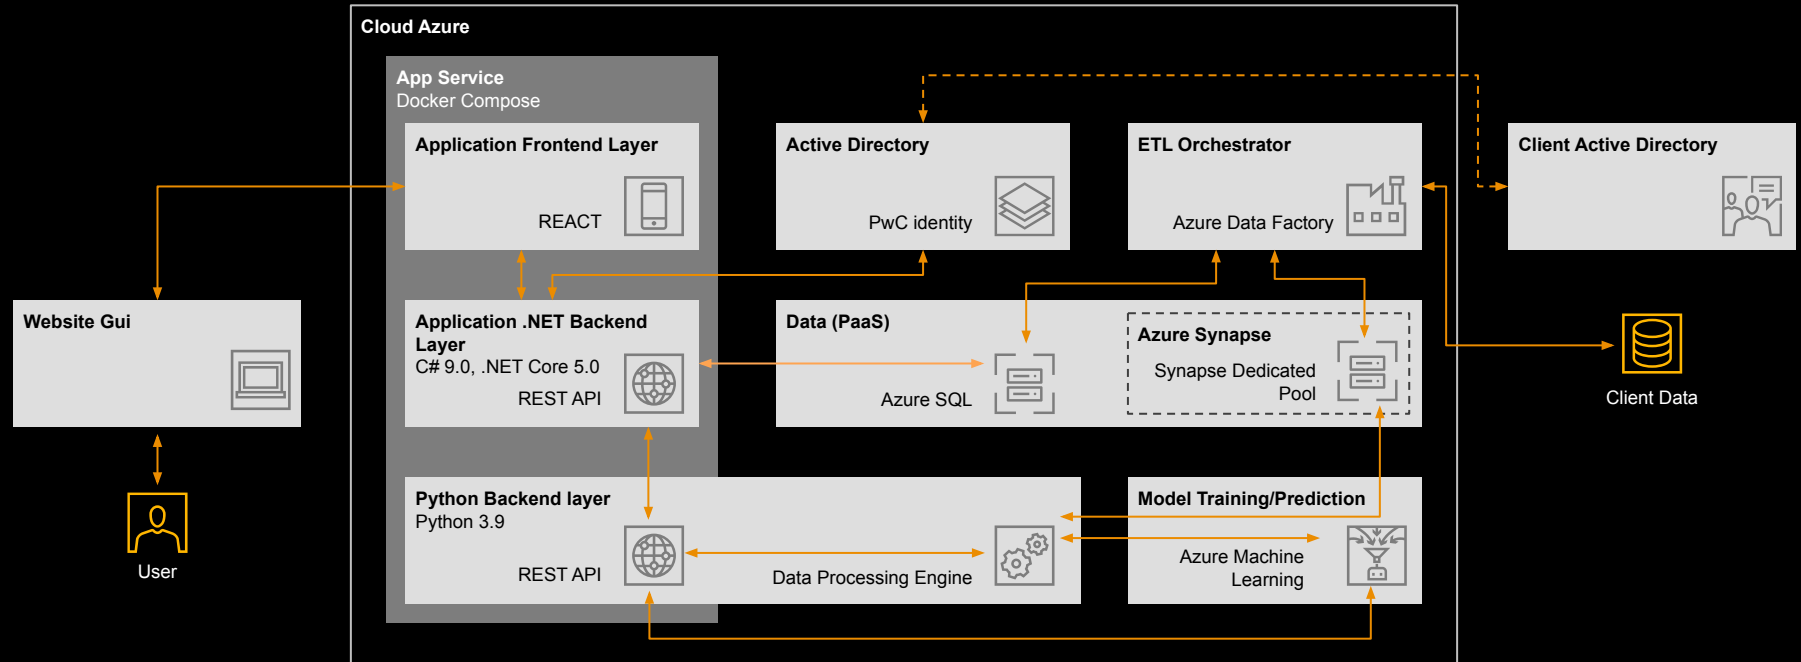 Cloud Azure
App Service
Docker Compose
Application Frontend Layer
REACT
Active Directory
PwC identity
ETL Orchestrator
Azure Data Factory
Client Active Directory
Website Gui
Application .NET Backend
Layer
C# 9.0, .NET Core 5.0
REST API
Data (PaaS)
Azure SQL
Azure Synapse
Synapse Dedicated
Pool
Client Data
User
Python Backend layer
Python 3.9
REST API
Data Processing Engine
Model Training/Prediction
Azure Machine
Learning